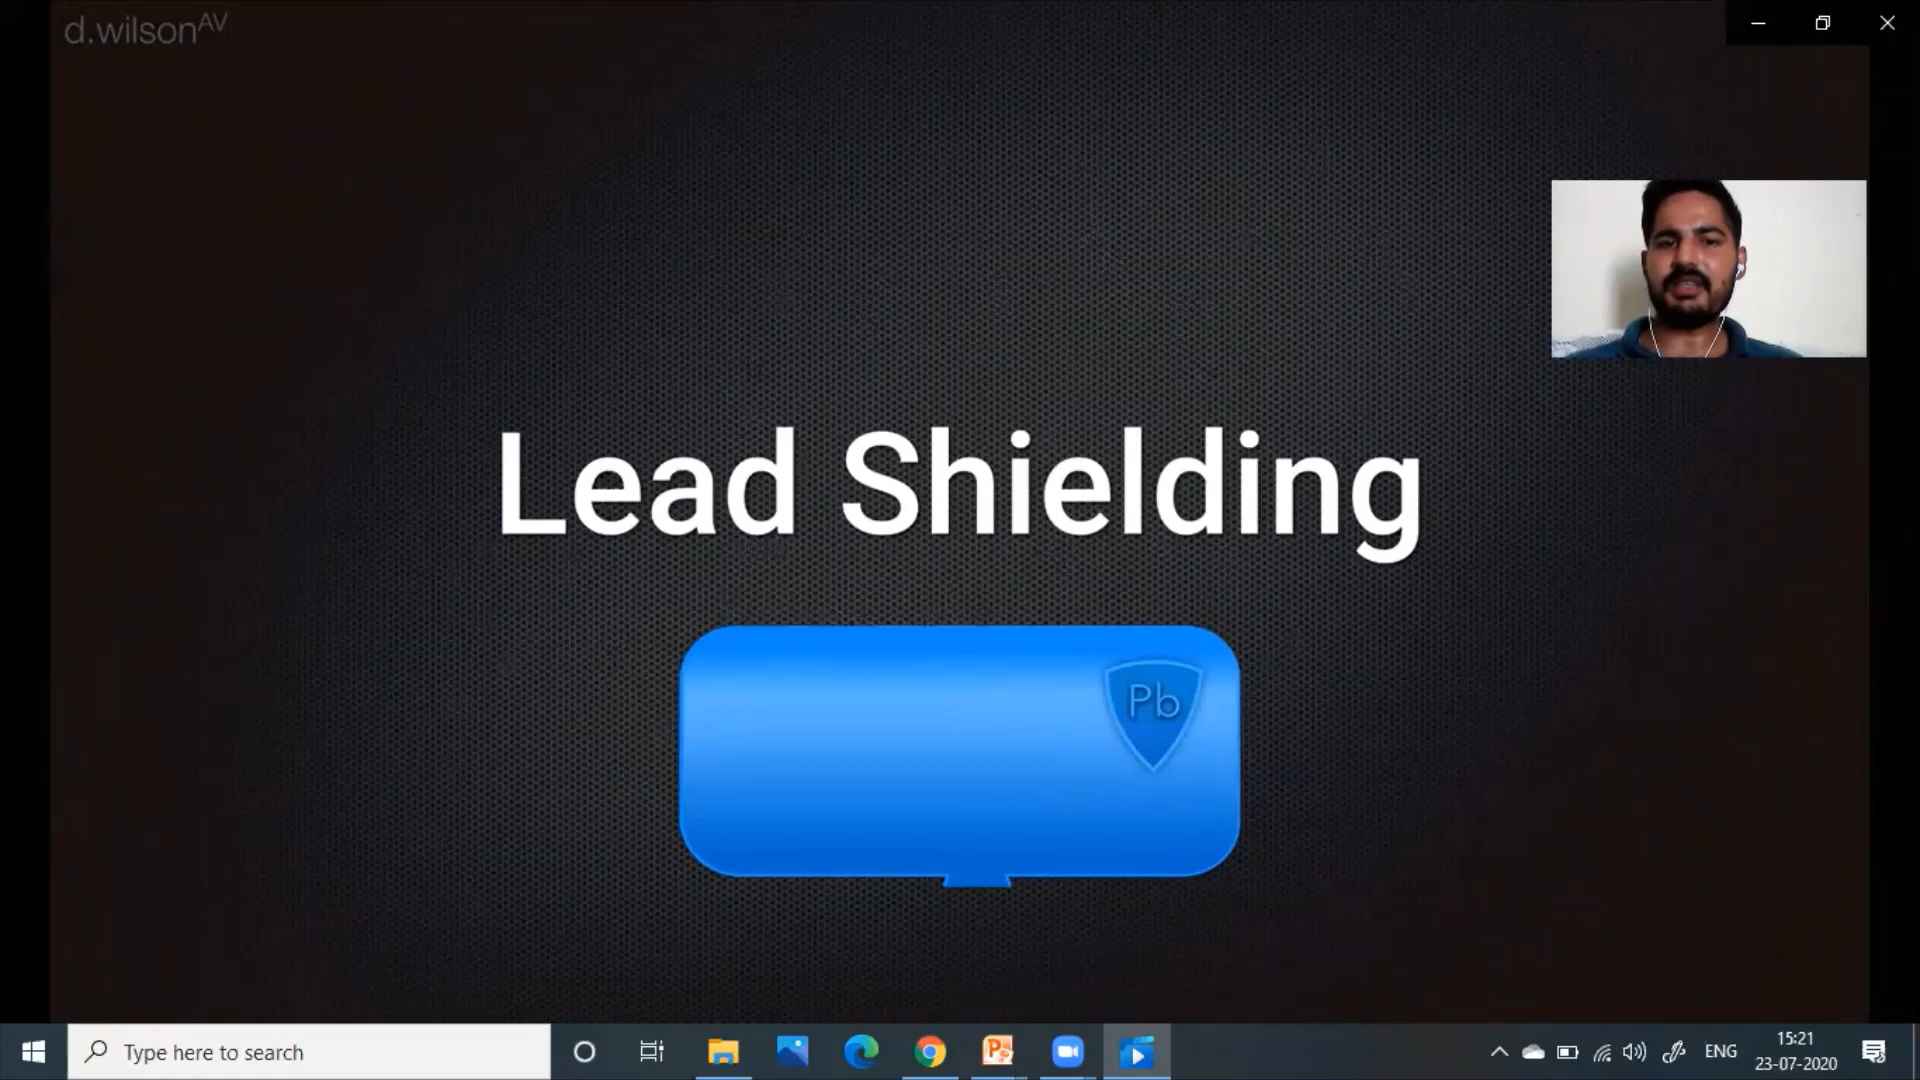 d.wilsonAV
Lead Shielding
Pb
Type here to search
ENG
15:21
23-07-2020